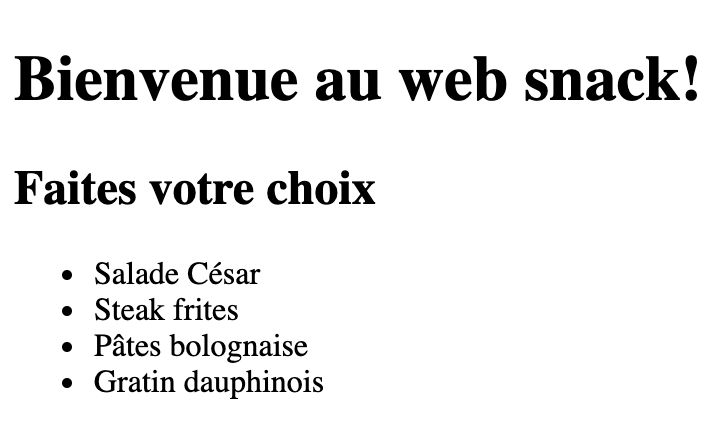 Bienvenue au web snack!
Faites votre choix
• Salade César
• Steak frites
• Pâtes bolognaise
• Gratin dauphinois